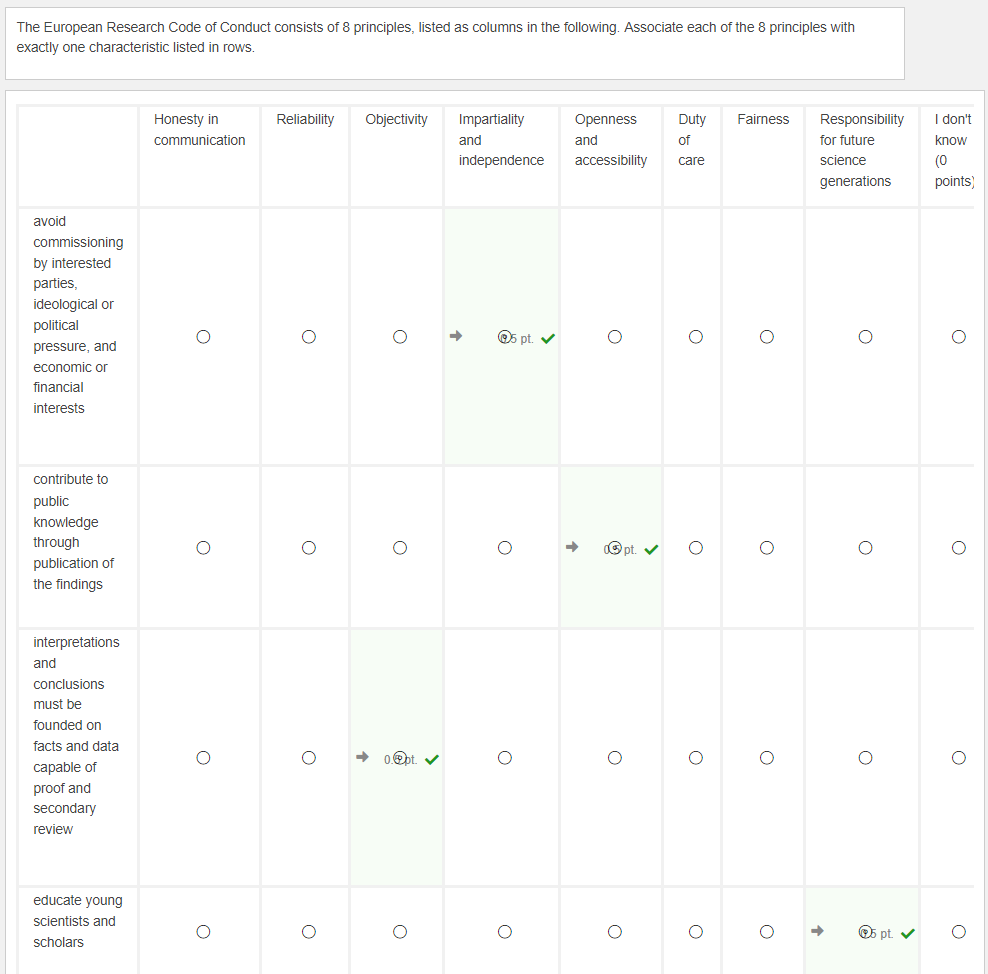 The European Research Code of Conduct consists of 8 principles, listed as columns in the following. Associate each of the 8 principles with
exactly one characteristic listed in rows.
Honesty in
communication
Reliability
Objectivity
Impartiality
and
independence
Openness
and
accessibility
Duty
of
care
Fairness
Responsibility
for future
science
generations
I don't
know
(0
points)
avoid
commissioning
by interested
parties,
ideological or
political
pressure, and
economic or
financial
interests
0.5 pt.
contribute to
public
knowledge
through
publication of
the findings
0.5 pt.
interpretations
and
conclusions
must be
founded on
facts and data
capable of
proof and
secondary
review
0.5 pt.
educate young
scientists and
scholars
0.5 pt.